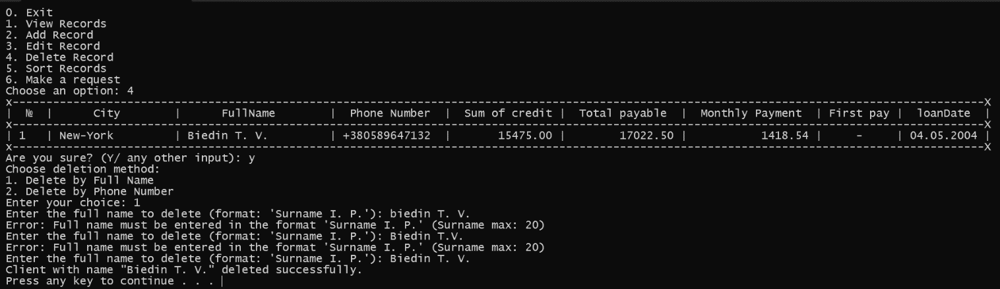 0. Exit
1. View Records
2. Add Record
3. Edit Record
4. Delete Record
5. Sort Records
6. Make a request
Choose an option: 4
X---------------------------------------------------------------------------------------------------------------------------------------------------X
| № | City | FullName | Phone Number | Sum of credit | Total payable | Monthly Payment | First pay | loanDate |
X---------------------------------------------------------------------------------------------------------------------------------------------------X
| 1 | New-York | Biedin T. V. | +380589647132 | 15475.00 | 17022.50 | 1418.54 | - | 04.05.2004 |
X---------------------------------------------------------------------------------------------------------------------------------------------------X
Are you sure? (Y/ any other input): y
Choose deletion method:
1. Delete by Full Name
2. Delete by Phone Number
Enter your choice: 1
Enter the full name to delete (format: 'Surname I. P.'): biedin T. V.
Error: Full name must be entered in the format 'Surname I. P.' (Surname max: 20)
Enter the full name to delete (format: 'Surname I. P.'): Biedin T.V.
Error: Full name must be entered in the format 'Surname I. P.' (Surname max: 20)
Enter the full name to delete (format: 'Surname I. P.'): Biedin T. V.
Client with name "Biedin T. V." deleted successfully.
Press any key to continue . . .